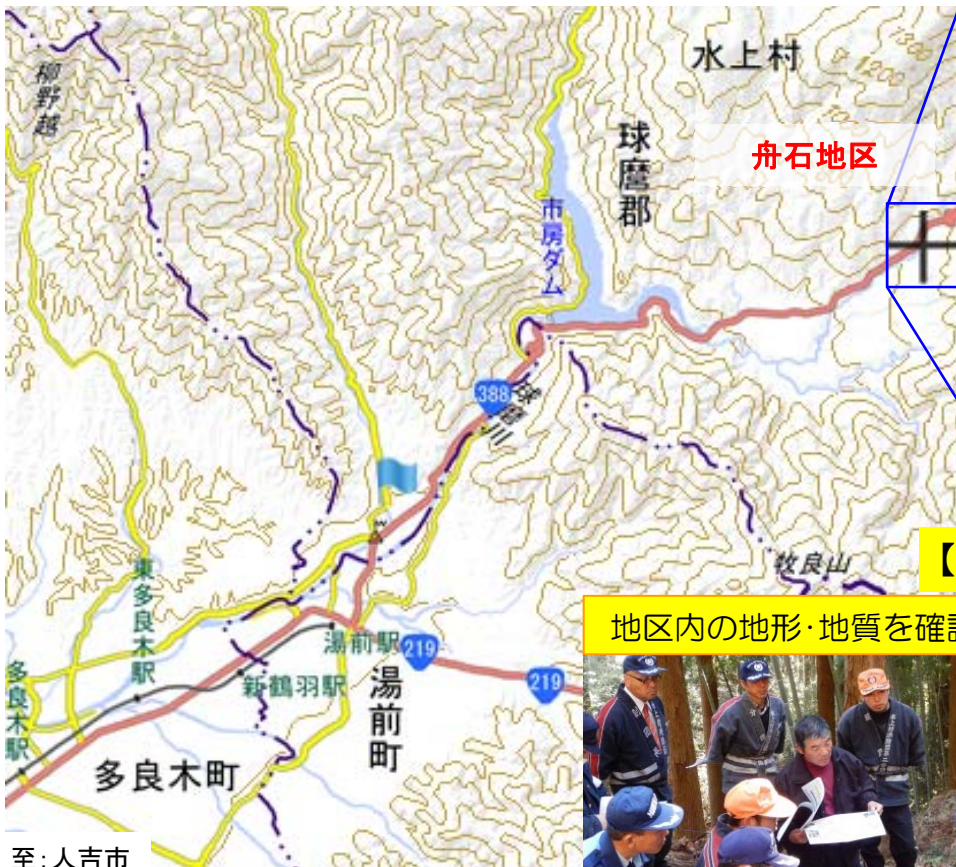 水上村
柳野越
球磨郡
舟石地区
市房ダム
388
球磨川
牧良山
【
地区内の地形・地質を確認
東多良木駅
湯前駅
219
219
新鶴羽駅
湯前町
多良木駅
多良木町
至：人吉市